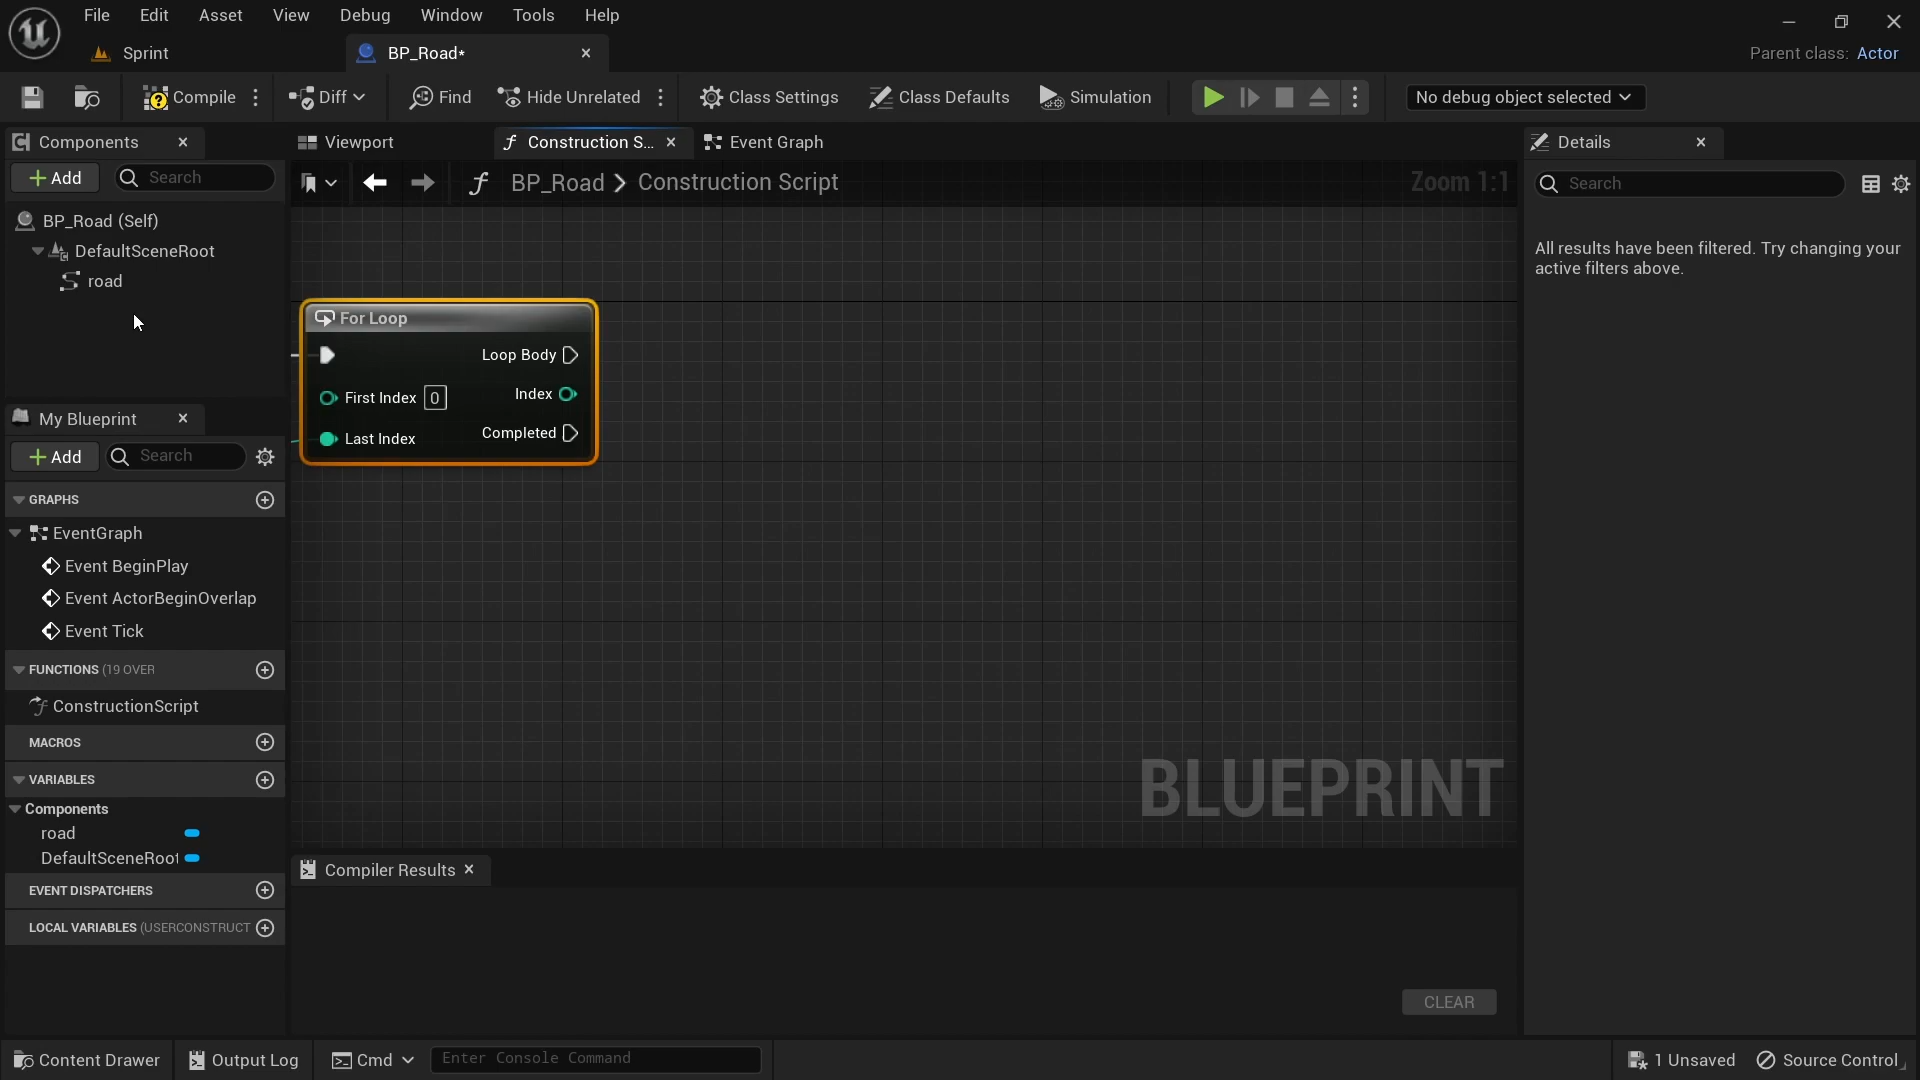 File Edit Asset View Debug Window Tools Help
Sprint
BP_Road*
Parent class: Actor
Compile
Diff
Find
Hide Unrelated
Class Settings
Class Defaults
Simulation
No debug object selected
Components
Viewport
Construction S...
Event Graph
Details
Add
Search
BP_Road > Construction Script
Zoom 1:1
Search
BP_Road (Self)
DefaultSceneRoot
road
All results have been filtered. Try changing your
active filters above.
For Loop
Loop Body
First Index 0
Index
Completed
Last Index
My Blueprint
Add
Search
GRAPHS
EventGraph
Event BeginPlay
Event ActorBeginOverlap
Event Tick
FUNCTIONS (19 OVER
ConstructionScript
MACROS
VARIABLES
Components
road
DefaultSceneRoot
EVENT DISPATCHERS
LOCAL VARIABLES (USERCONSTRUCT
BLUEPRINT
Compiler Results
CLEAR
Content Drawer
Output Log
Cmd
Enter Console Command
1 Unsaved
Source Control